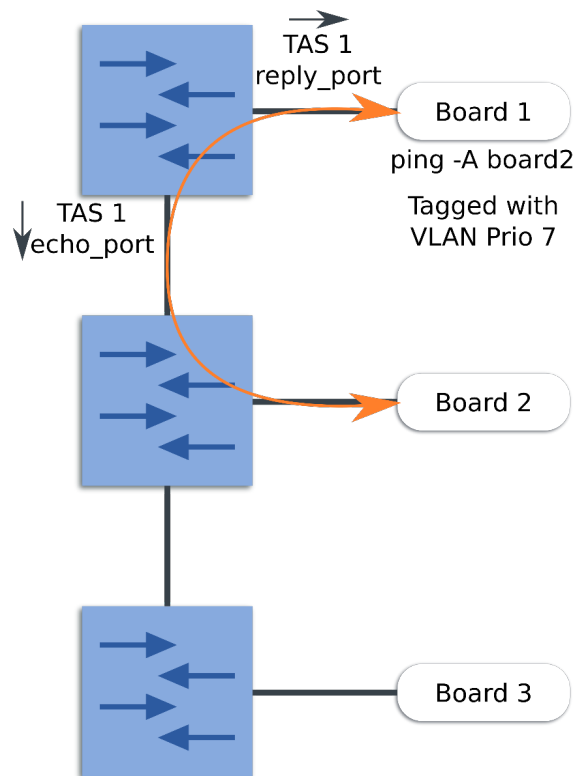 TAS 1
reply_port
Board 1
ping -A board2
Tagged with
VLAN Prio 7
TAS 1
echo_port
Board 2
Board 3